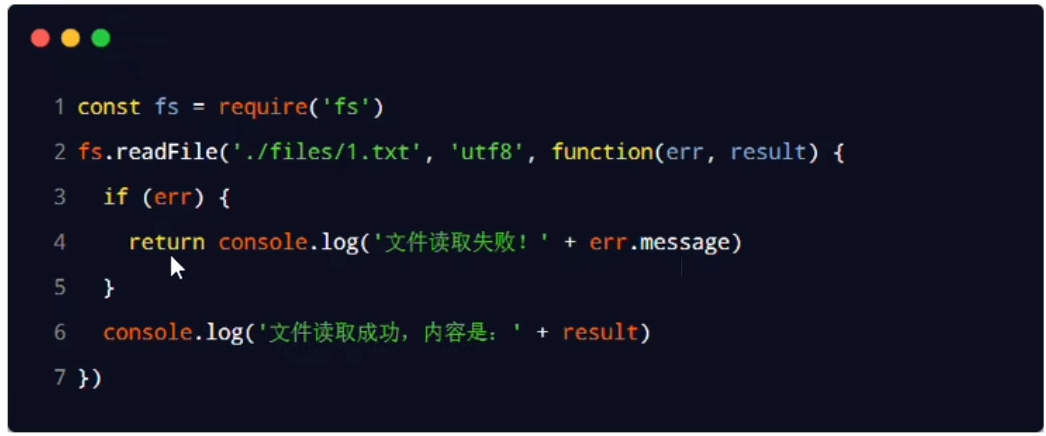 1 const fs = require('fs')
2 fs.readFile('./files/1.txt', 'utf8', function(err, result) {
3   if (err) {
4     return console.log('文件读取失败！' + err.message)
5   }
6   console.log('文件读取成功，内容是：' + result)
7 })